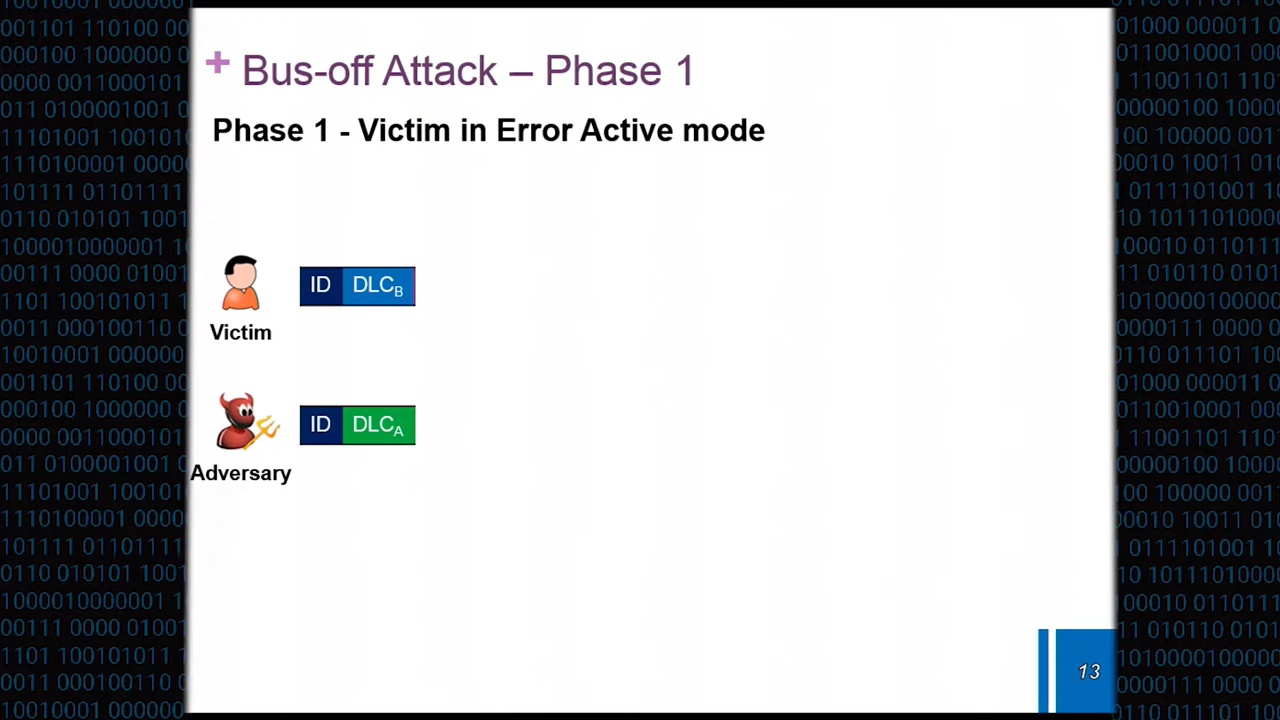 + Bus-off Attack – Phase 1
Phase 1 - Victim in Error Active mode
ID DLCB
Victim
ID DLCA
Adversary
13